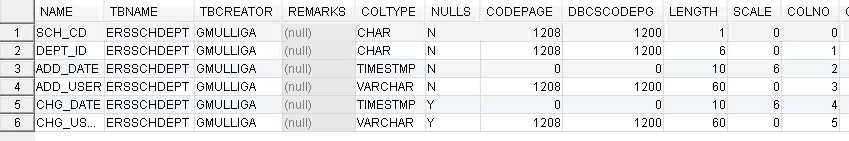 NAME TBNAME TBCREATOR REMARKS COLTYPE NULLS CODEPAGE DBCSCODEPG LENGTH SCALE COLNO
1 SCH_CD ERSSCHDEPT GMULLIGA (null) CHAR N 1208 1200 1 0 0
2 DEPT_ID ERSSCHDEPT GMULLIGA (null) CHAR N 1208 1200 6 0 1
3 ADD_DATE ERSSCHDEPT GMULLIGA (null) TIMESTMP N 0 0 10 6 2
4 ADD_USER ERSSCHDEPT GMULLIGA (null) VARCHAR N 1208 1200 60 0 3
5 CHG_DATE ERSSCHDEPT GMULLIGA (null) TIMESTMP Y 0 0 10 6 4
6 CHG_US... ERSSCHDEPT GMULLIGA (null) VARCHAR Y 1208 1200 60 0 5